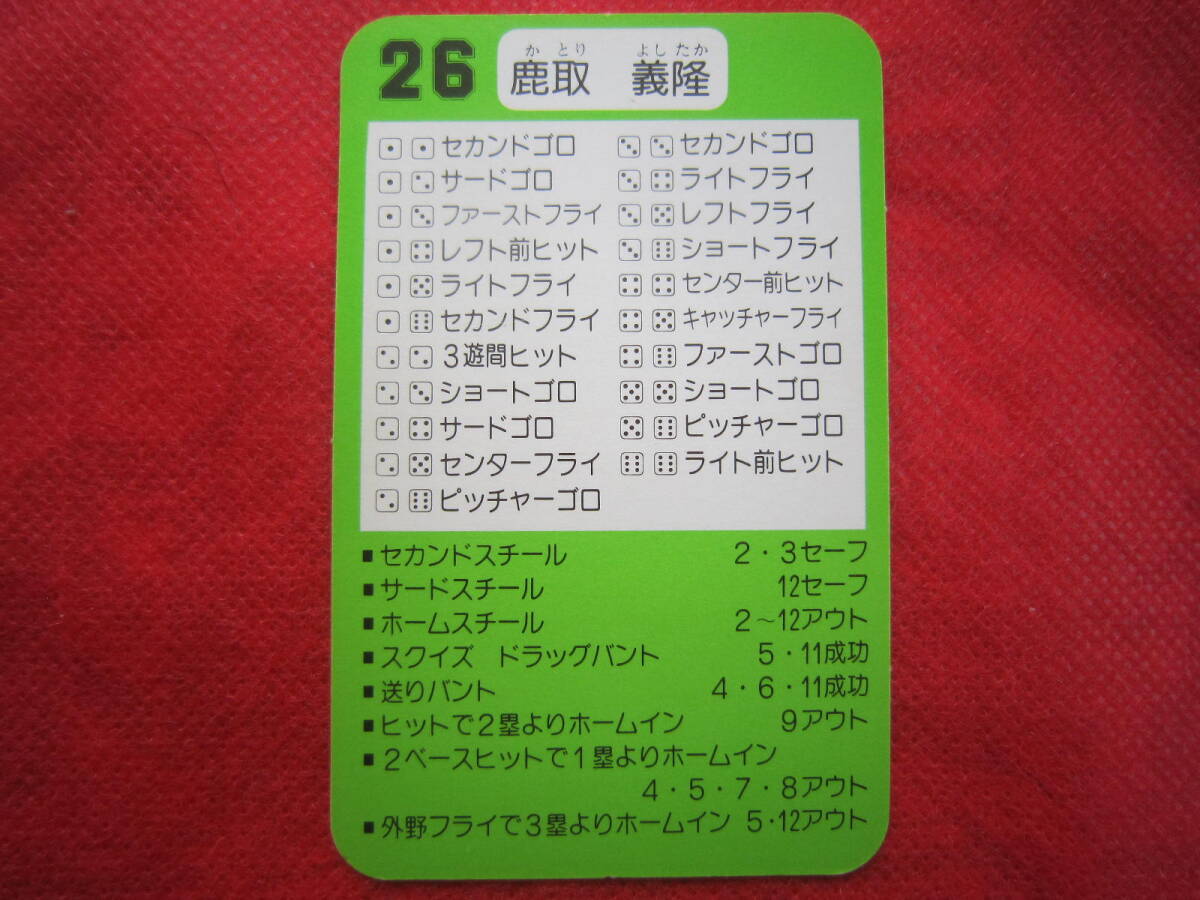 26
かとり よしたか
鹿取 義隆
セカンドゴロ
サードゴロ
ファーストフライ
レフト前ヒット
ライトフライ
セカンドフライ
3遊間ヒット
ショートゴロ
サードゴロ
センターフライ
ピッチャーゴロ
セカンドゴロ
ライトフライ
レフトフライ
ショートフライ
センター前ヒット
キャッチャーフライ
ファーストゴロ
ショートゴロ
ピッチャーゴロ
ライト前ヒット
■セカンドスチール 2・3セーフ
■サードスチール 12セーフ
■ホームスチール 2〜12アウト
■スクイズ ドラッグバント 5・11成功
■送りバント 4・6・11成功
■ヒットで2塁よりホームイン 9アウト
■2ベースヒットで1塁よりホームイン
4・5・7・8アウト
■外野フライで3塁よりホームイン 5・12アウト